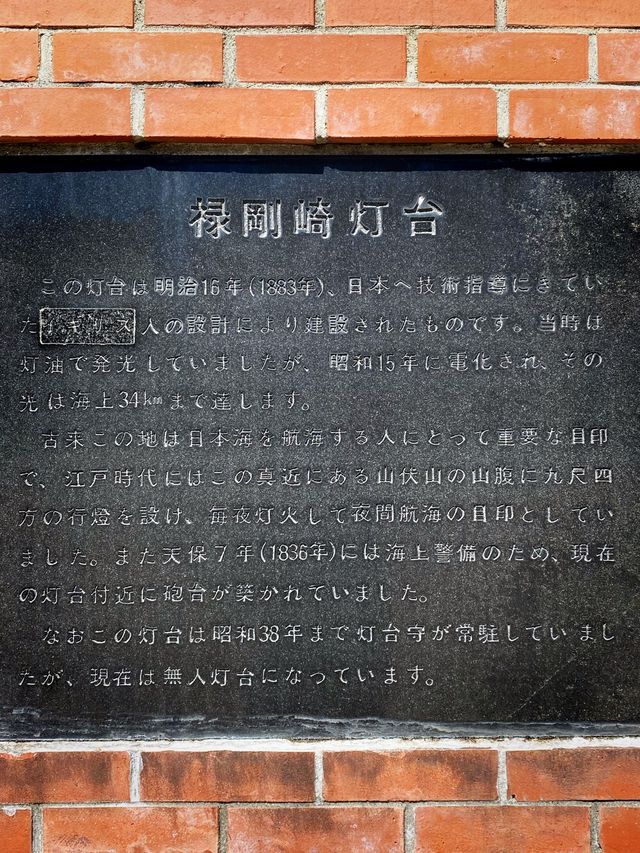 禄剛崎灯台
この灯台は明治16年(1883年)、日本へ技術指導にきてい
たイギリス人の設計により建設されたものです。当時は
灯油で発光していましたが、昭和15年に電化され、その
光は海上34kmまで達します。
古来この地は日本海を航海する人にとって重要な目印
で、江戸時代にはこの真近にある山伏山の山腹に九尺四
方の行燈を設け、毎夜灯火して夜間航海の目印としてい
ました。また天保7年(1836年)には海上警備のため、現在
の灯台付近に砲台が築かれていました。
なおこの灯台は昭和38年まで灯台守が常駐していまし
たが、現在は無人灯台になっています。